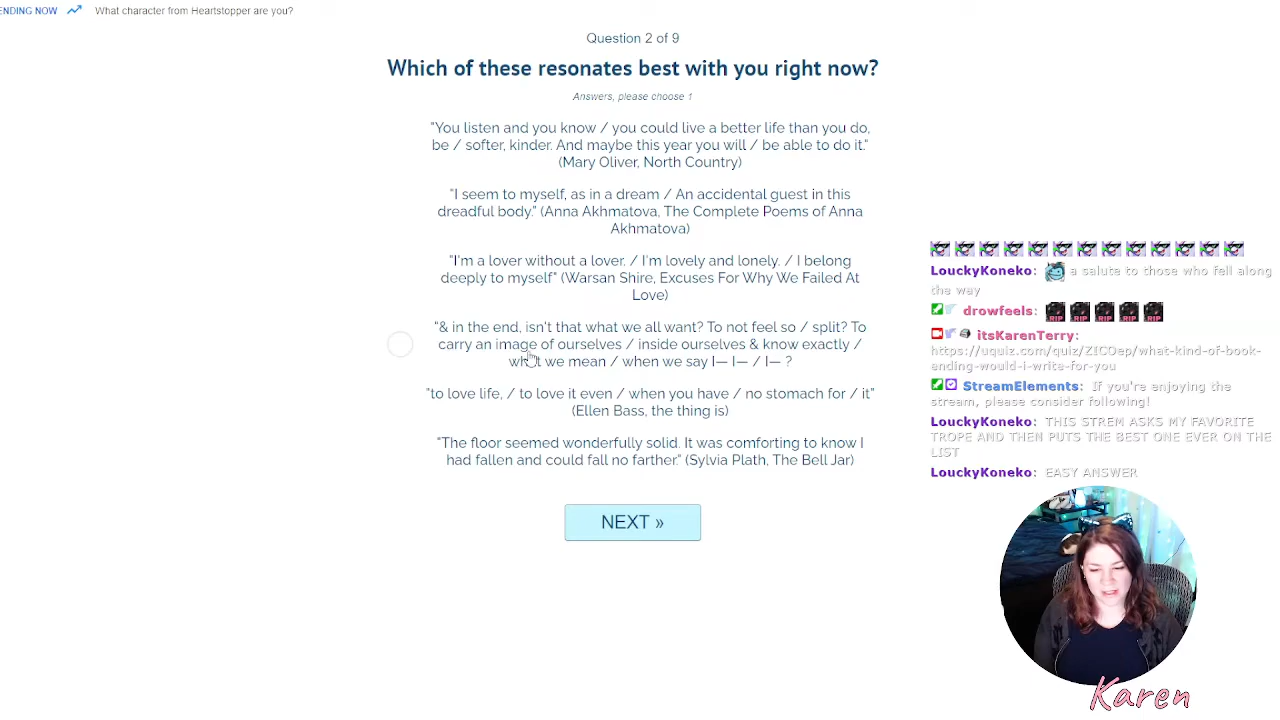 ENDING NOW
What character from Heartstopper are you?
Question 2 of 9
Which of these resonates best with you right now?
Answers, please choose 1
"You listen and you know / you could live a better life than you do,
be / softer, kinder. And maybe this year you will / be able to do it."
(Mary Oliver, North Country)
"I seem to myself, as in a dream / An accidental guest in this
dreadful body." (Anna Akhmatova, The Complete Poems of Anna
Akhmatova)
"I'm a lover without a lover. / I'm lovely and lonely. / I belong
deeply to myself" (Warsan Shire, Excuses For Why We Failed At
Love)
"& in the end, isn't that what we all want? To not feel so / split? To
carry an image of ourselves / inside ourselves & know exactly /
what we mean / when we say I— I— / I— ?
"to love life, / to love it even / when you have / no stomach for / it"
(Ellen Bass, the thing is)
"The floor seemed wonderfully solid. It was comforting to know I
had fallen and could fall no farther." (Sylvia Plath, The Bell Jar)
NEXT »
LouckyKoneko: a salute to those who fell along
the way
drowfeels: RIP RIP RIP RIP RIP
itsKarenTerry:
https://uquiz.com/quiz/ZICOep/what-kind-of-book-
ending-would-i-write-for-you
StreamElements: If you're enjoying the
stream, please consider following!
LouckyKoneko: THIS STREM ASKS MY FAVORITE
TROPE AND THEN PUTS THE BEST ONE EVER ON THE
LIST
LouckyKoneko: EASY ANSWER
Karen